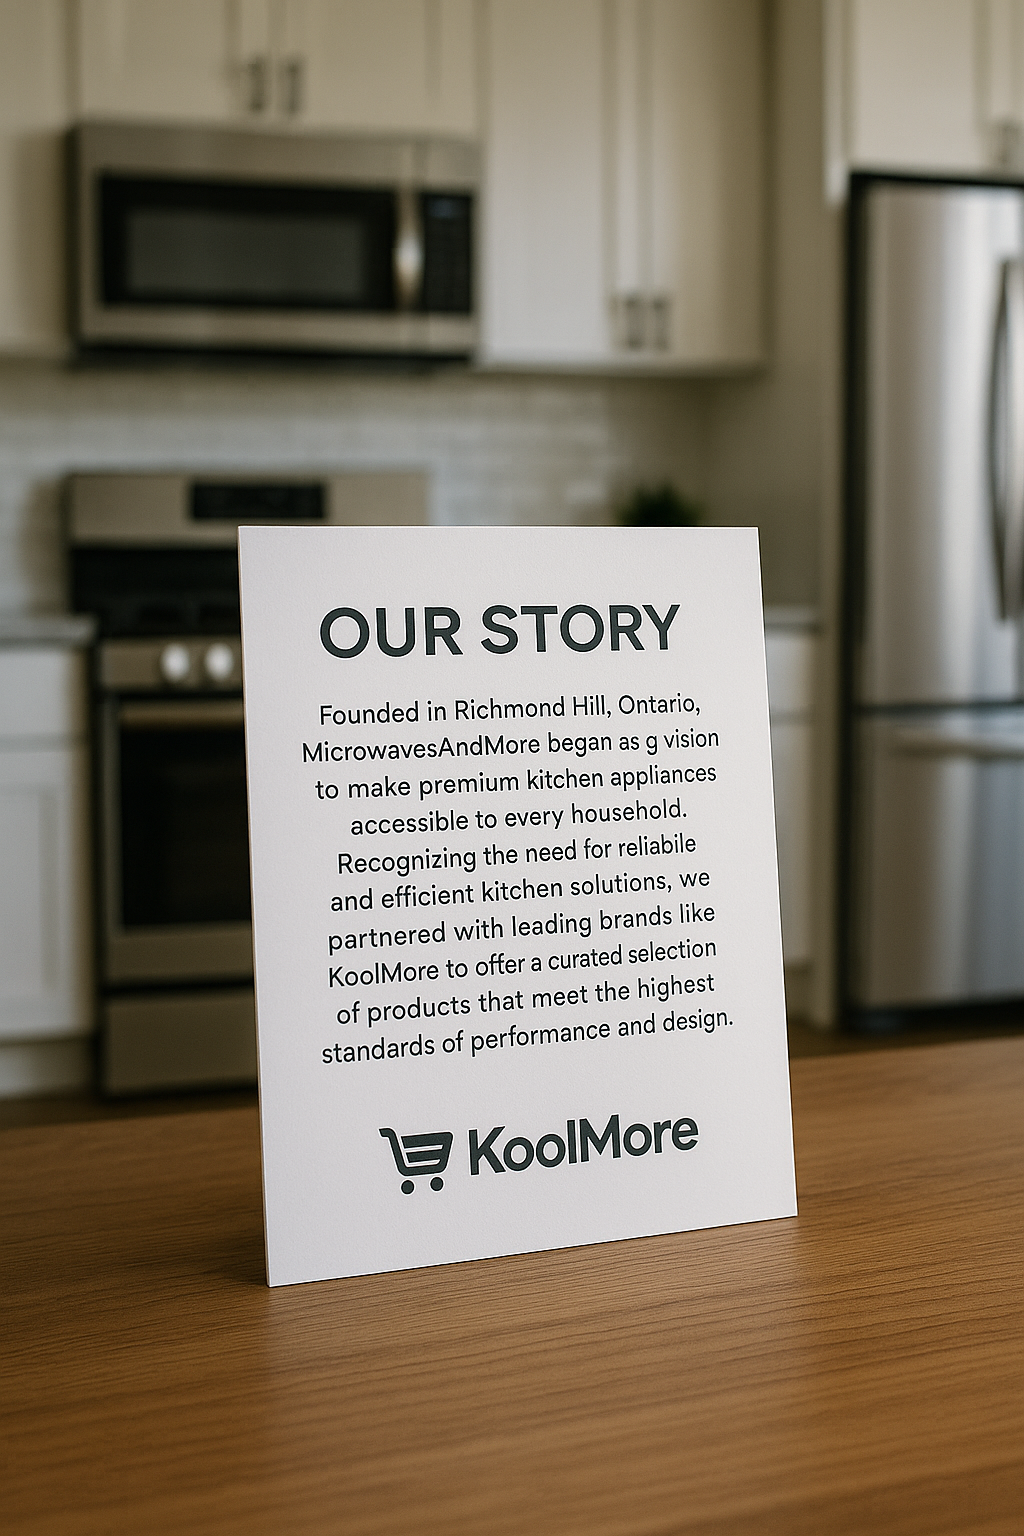 OUR STORY
Founded in Richmond Hill, Ontario,
MicrowavesAndMore began as g vision
to make premium kitchen appliances
accessible to every household.
Recognizing the need for reliabile
and efficient kitchen solutions, we
partnered with leading brands like
KoolMore to offer a curated selection
of products that meet the highest
standards of performance and design.
KoolMore